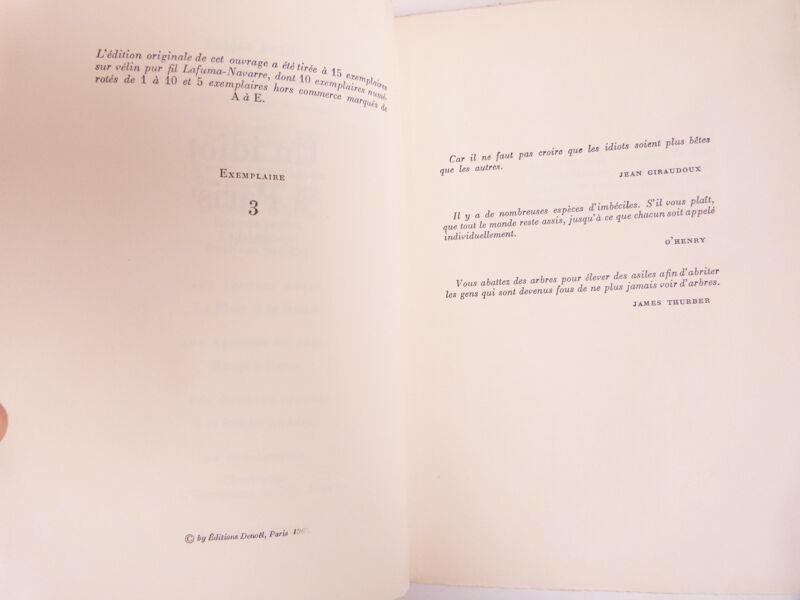 L'édition originale de cet ouvrage a été tirée à 15 exemplaires
sur vélin pur fil Lafuma-Navarre, dont 10 exemplaires numé-
rotés de 1 à 10 et 5 exemplaires hors commerce marqués de
A à E.
EXEMPLAIRE
3
© by Éditions Denoël, Paris
Car il ne faut pas croire que les idiots soient plus bêtes
que les autres.
JEAN GIRAUDOUX
Il y a de nombreuses espèces d'imbéciles. S'il vous plaît,
que tout le monde reste assis, jusqu'à ce que chacun soit appelé
individuellement.
O'HENRY
Vous abattez des arbres pour élever des asiles afin d'abriter
les gens qui sont devenus fous de ne plus jamais voir d'arbres.
JAMES THURBER